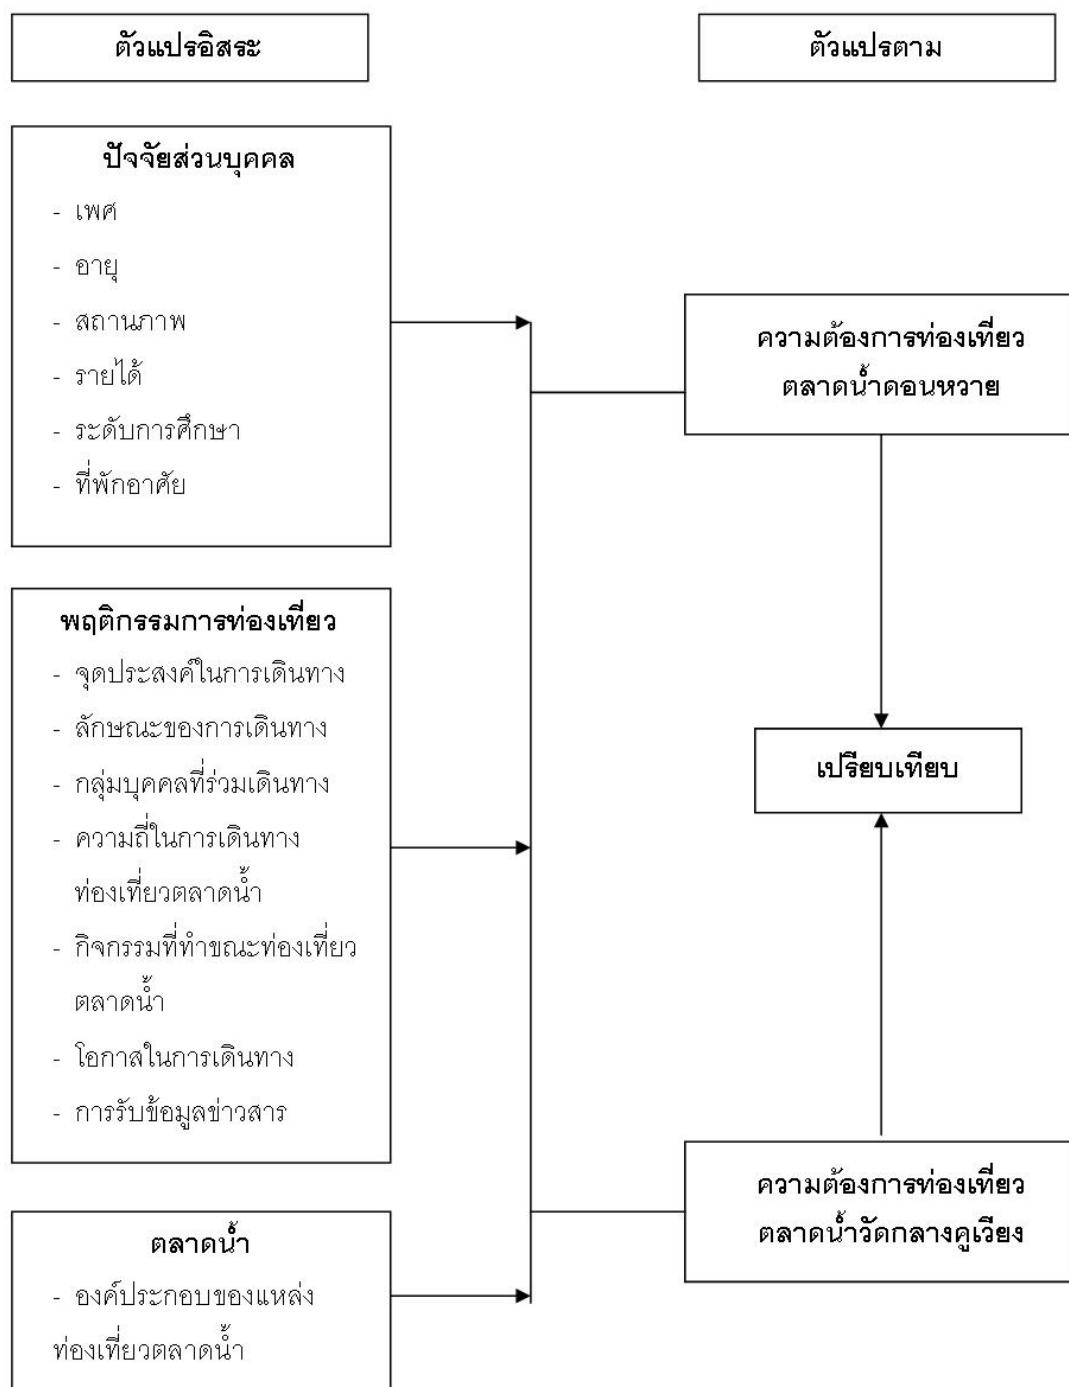 ตัวแปรอิสระ
ตัวแปรตาม
ปัจจัยส่วนบุคคล
- เพศ
- อายุ
- สถานภาพ
- รายได้
- ระดับการศึกษา
- ที่พักอาศัย
พฤติกรรมการท่องเที่ยว
- จุดประสงค์ในการเดินทาง
- ลักษณะของการเดินทาง
- กลุ่มบุคคลที่ร่วมเดินทาง
- ความถี่ในการเดินทาง
ท่องเที่ยวตลาดน้ำ
- กิจกรรมที่ทำขณะท่องเที่ยว
ตลาดน้ำ
- โอกาสในการเดินทาง
- การรับข้อมูลข่าวสาร
ตลาดน้ำ
- องค์ประกอบของแหล่ง
ท่องเที่ยวตลาดน้ำ
ความต้องการท่องเที่ยว
ตลาดน้ำดอนหวาย
เปรียบเทียบ
ความต้องการท่องเที่ยว
ตลาดน้ำวัดกลางคูเวียง